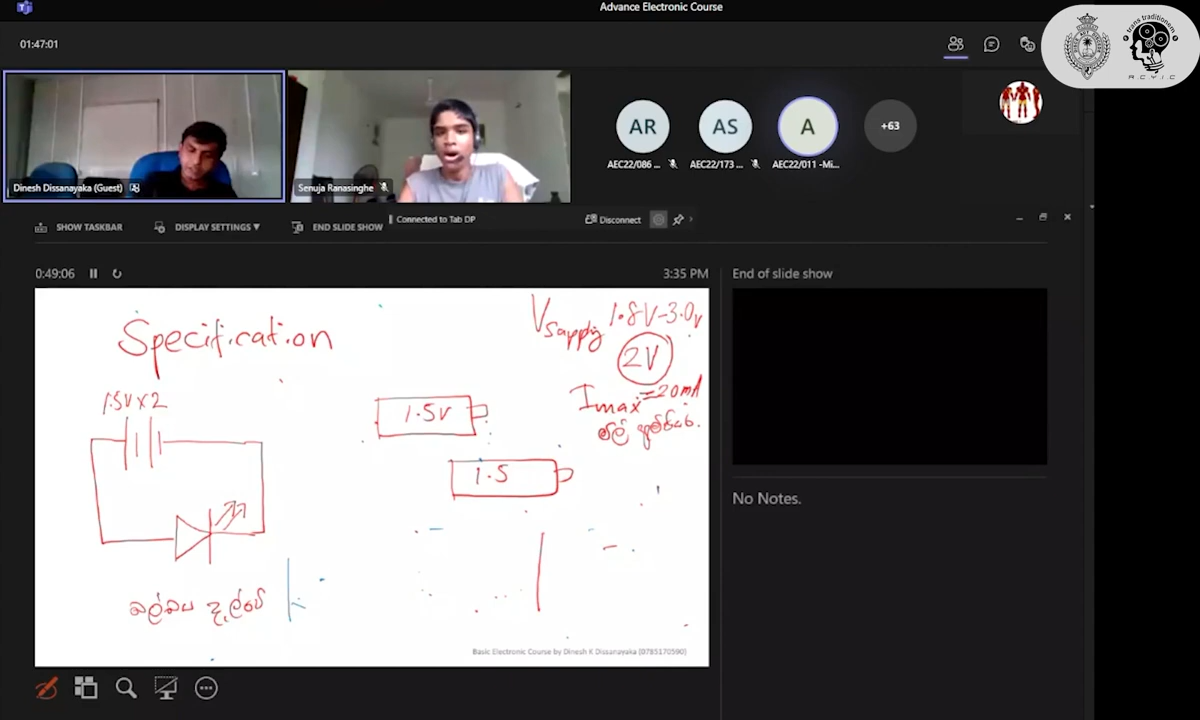 Advance Electronic Course
01:47:01
A.C.Y.I.C
Dinesh Dissanayaka (Guest)
Senuja Ranasinghe
AR
AS
A
+63
AEC22/086 ...
AEC22/173 ...
AEC22/011 -Mi...
SHOW TASKBAR
DISPLAY SETTINGS ▼
END SLIDE SHOW
Connected to Tab DP
Disconnect
0:49:06
3:35 PM
End of slide show
Specification
Vsapply 1.8V-3.0v
2V
Imax = 20mA
1.5V x 2
1.5V
1.5
බල්බය
Basic Electronic Course by Dinesh K Dissanayaka (0785170590)
No Notes.